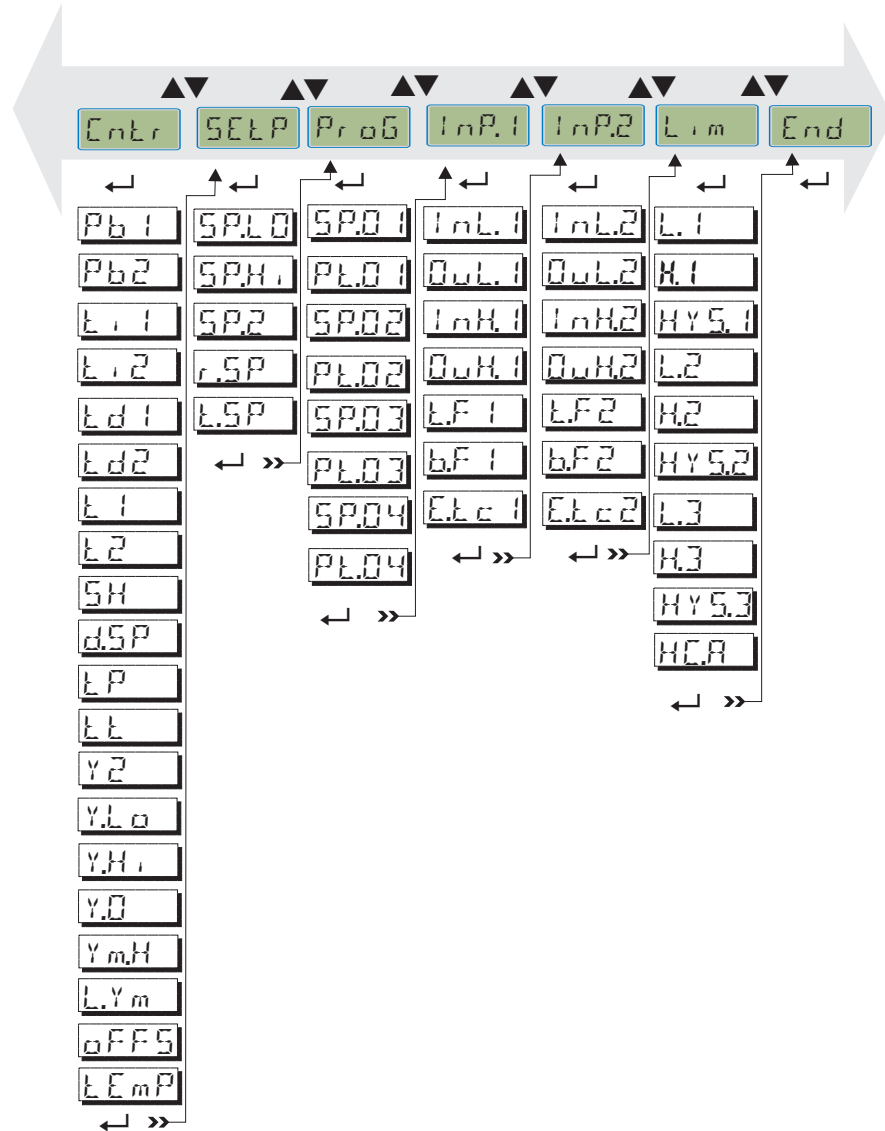 Cntr SEtP ProG InP.1 InP.2 Lim End
Pb1
Pb2
ti1
ti2
td1
td2
t1
t2
SH
d.SP
tP
tt
Y2
Y.Lo
Y.Hi
Y.0
Ym.H
L.Ym
oFFS
tEmP
SP.L0
SP.Hi
SP.2
r.SP
t.SP
SP.01
Pt.01
SP.02
Pt.02
SP.03
Pt.03
SP.04
Pt.04
InL.1
OuL.1
InH.1
OuH.1
t.F1
b.F1
E.tc1
InL.2
OuL.2
InH.2
OuH.2
t.F2
b.F2
E.tc2
L.1
H.1
HYS.1
L.2
H.2
HYS.2
L.3
H.3
HYS.3
HC.A